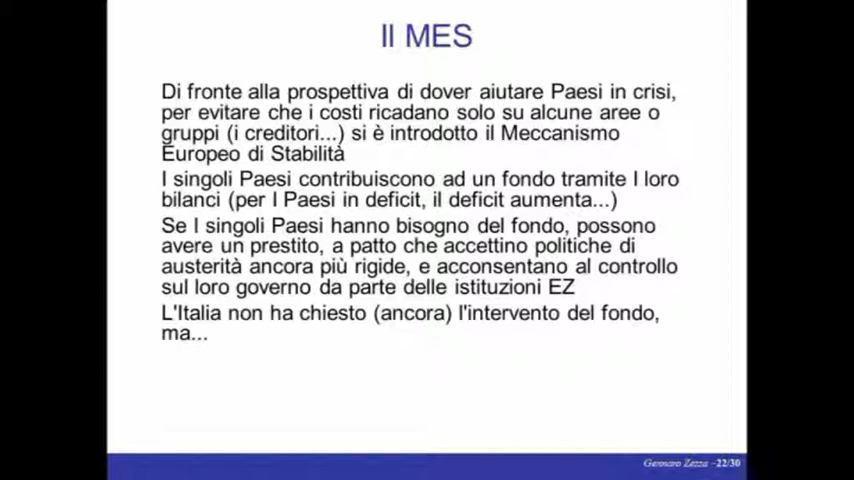 Il MES
Di fronte alla prospettiva di dover aiutare Paesi in crisi,
per evitare che i costi ricadano solo su alcune aree o
gruppi (i creditori...) si è introdotto il Meccanismo
Europeo di Stabilità
I singoli Paesi contribuiscono ad un fondo tramite I loro
bilanci (per I Paesi in deficit, il deficit aumenta...)
Se I singoli Paesi hanno bisogno del fondo, possono
avere un prestito, a patto che accettino politiche di
austerità ancora più rigide, e acconsentano al controllo
sul loro governo da parte delle istituzioni EZ
L'Italia non ha chiesto (ancora) l'intervento del fondo,
ma...
Gennaro Zezza –22/30